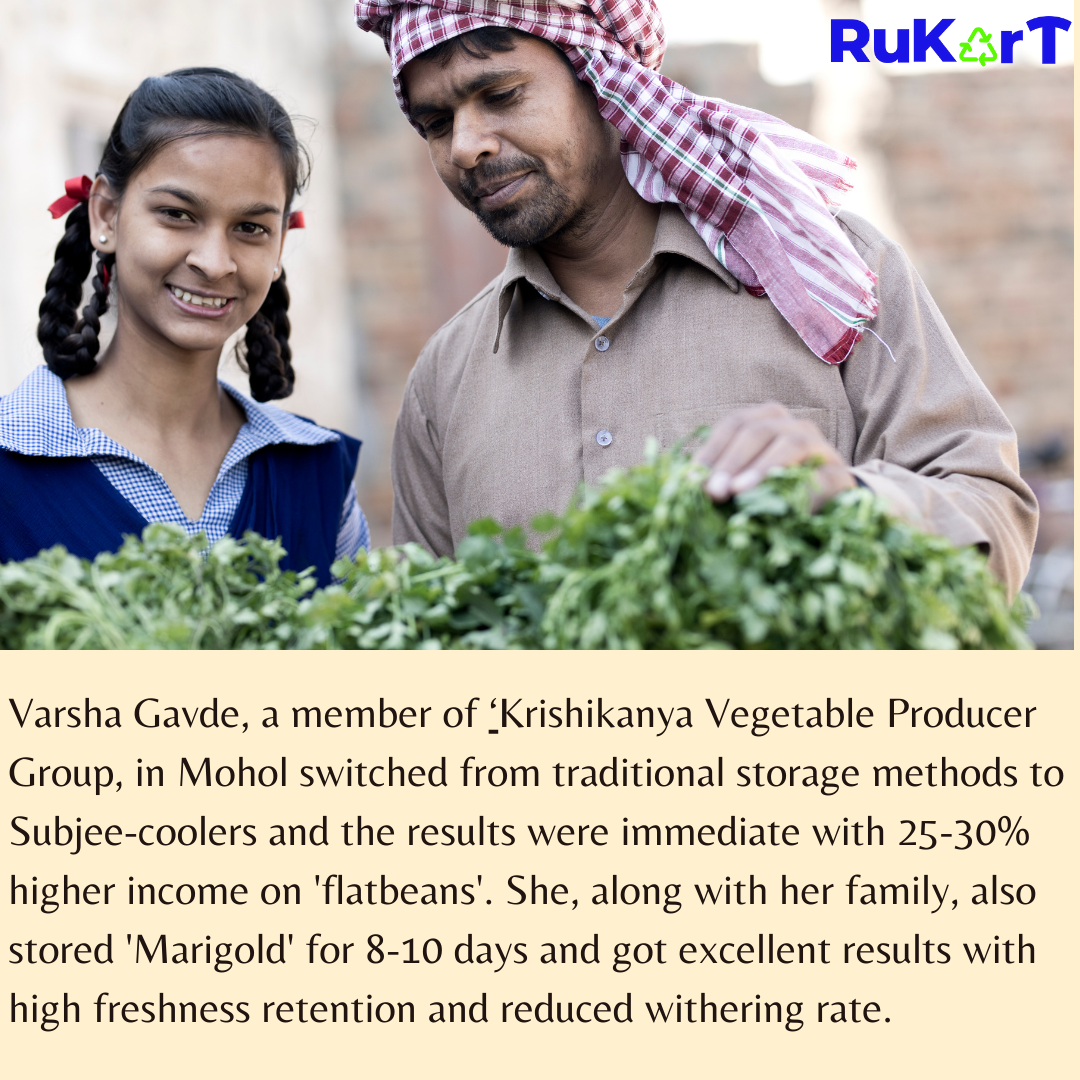 RuKarT
Varsha Gavde, a member of ‘Krishikanya Vegetable Producer
Group, in Mohol switched from traditional storage methods to
Subjee-coolers and the results were immediate with 25-30%
higher income on 'flatbeans'. She, along with her family, also
stored 'Marigold' for 8-10 days and got excellent results with
high freshness retention and reduced withering rate.